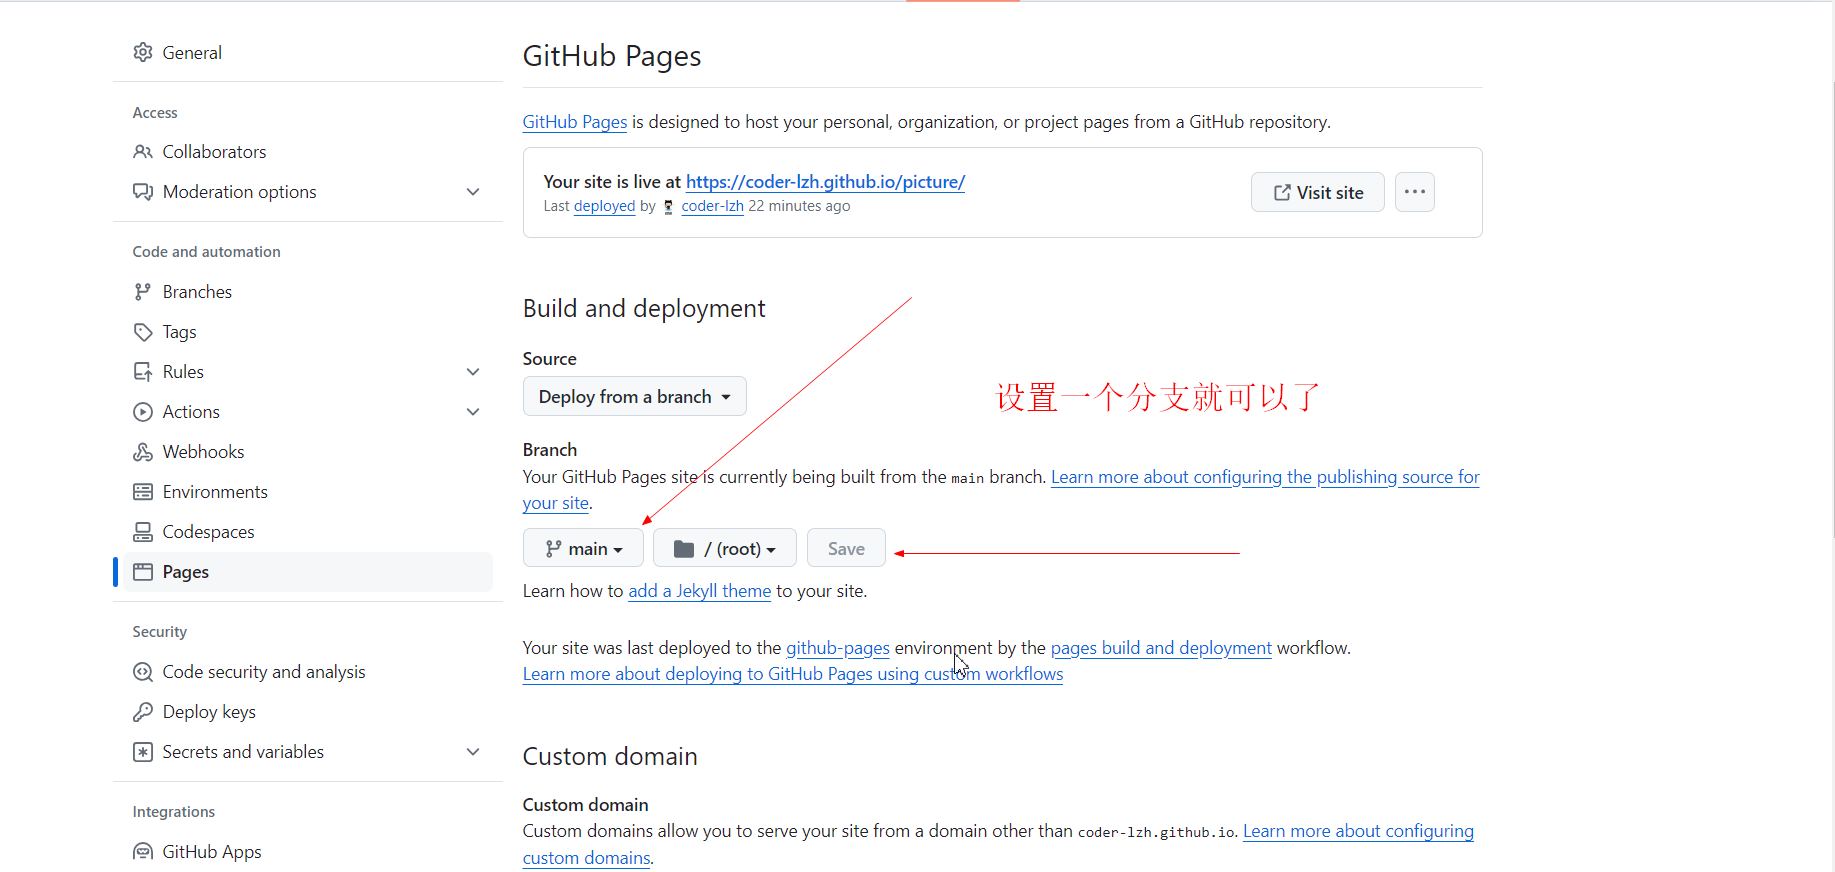 General
Access
Collaborators
Moderation options
Code and automation
Branches
Tags
Rules
Actions
Webhooks
Environments
Codespaces
Pages
Security
Code security and analysis
Deploy keys
Secrets and variables
Integrations
GitHub Apps
GitHub Pages
GitHub Pages is designed to host your personal, organization, or project pages from a GitHub repository.
Your site is live at https://coder-lzh.github.io/picture/
Last deployed by coder-lzh 22 minutes ago
Visit site
Build and deployment
Source
Deploy from a branch
设置一个分支就可以了
Branch
Your GitHub Pages site is currently being built from the main branch. Learn more about configuring the publishing source for
your site.
main
/ (root)
Save
Learn how to add a Jekyll theme to your site.
Your site was last deployed to the github-pages environment by the pages build and deployment workflow.
Learn more about deploying to GitHub Pages using custom workflows
Custom domain
Custom domain
Custom domains allow you to serve your site from a domain other than coder-lzh.github.io. Learn more about configuring
custom domains.